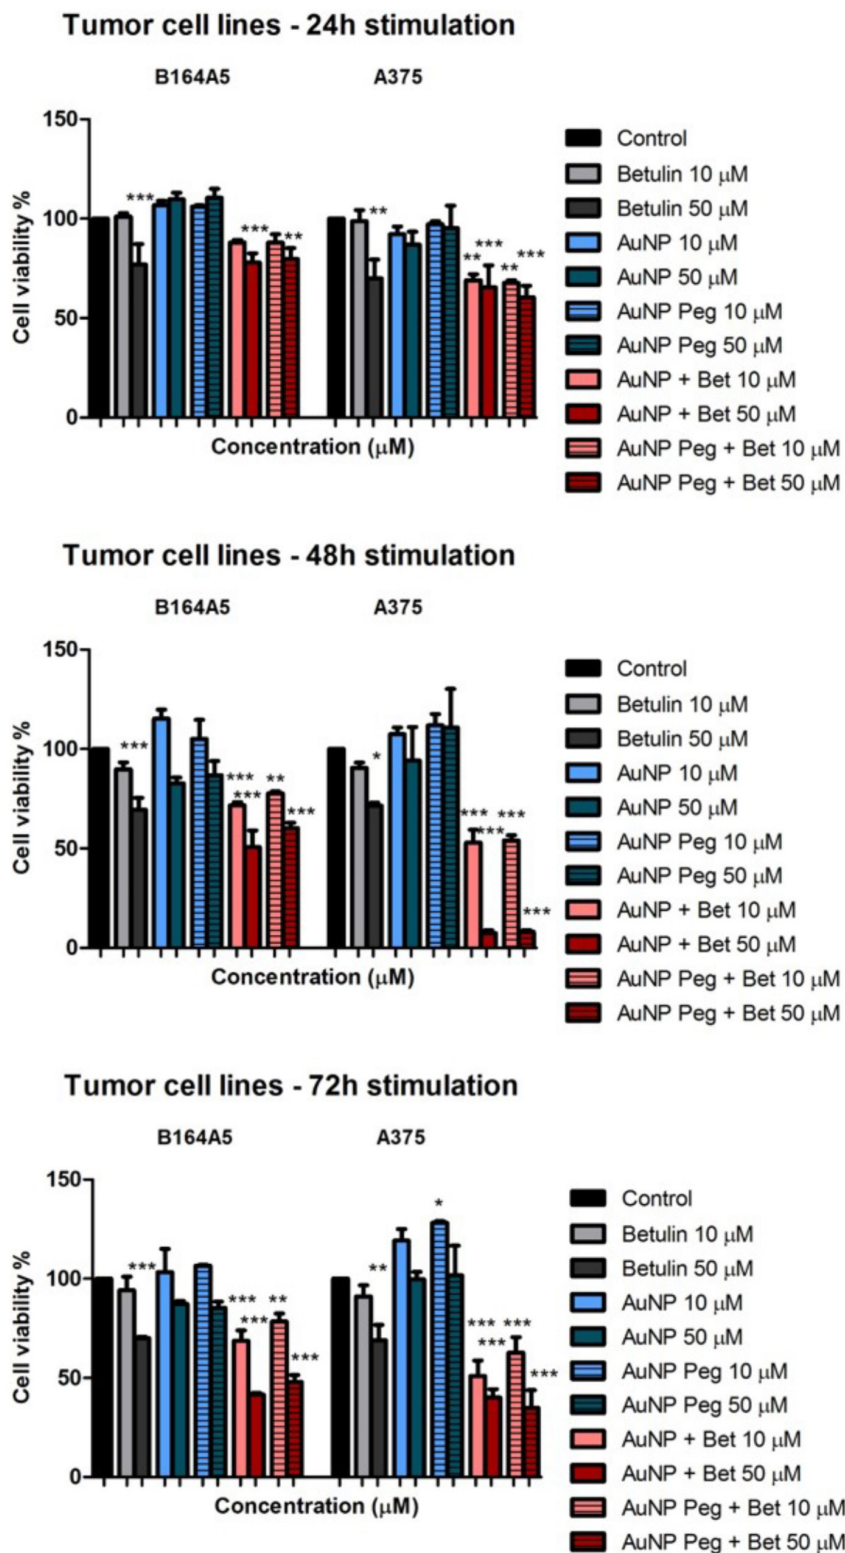 Tumor cell lines - 24h stimulation
B164A5 A375
150
100
50
0
Cell viability %
*** *** ** ** ** *** ** ***
Concentration (μM)
Control
Betulin 10 μM
Betulin 50 μM
AuNP 10 μM
AuNP 50 μM
AuNP Peg 10 μM
AuNP Peg 50 μM
AuNP + Bet 10 μM
AuNP + Bet 50 μM
AuNP Peg + Bet 10 μM
AuNP Peg + Bet 50 μM
Tumor cell lines - 48h stimulation
B164A5 A375
150
100
50
0
Cell viability %
*** *** *** ** *** * *** *** *** ***
Concentration (μM)
Control
Betulin 10 μM
Betulin 50 μM
AuNP 10 μM
AuNP 50 μM
AuNP Peg 10 μM
AuNP Peg 50 μM
AuNP + Bet 10 μM
AuNP + Bet 50 μM
AuNP Peg + Bet 10 μM
AuNP Peg + Bet 50 μM
Tumor cell lines - 72h stimulation
B164A5 A375
150
100
50
0
Cell viability %
*** *** *** ** *** ** * *** *** *** ***
Concentration (μM)
Control
Betulin 10 μM
Betulin 50 μM
AuNP 10 μM
AuNP 50 μM
AuNP Peg 10 μM
AuNP Peg 50 μM
AuNP + Bet 10 μM
AuNP + Bet 50 μM
AuNP Peg + Bet 10 μM
AuNP Peg + Bet 50 μM